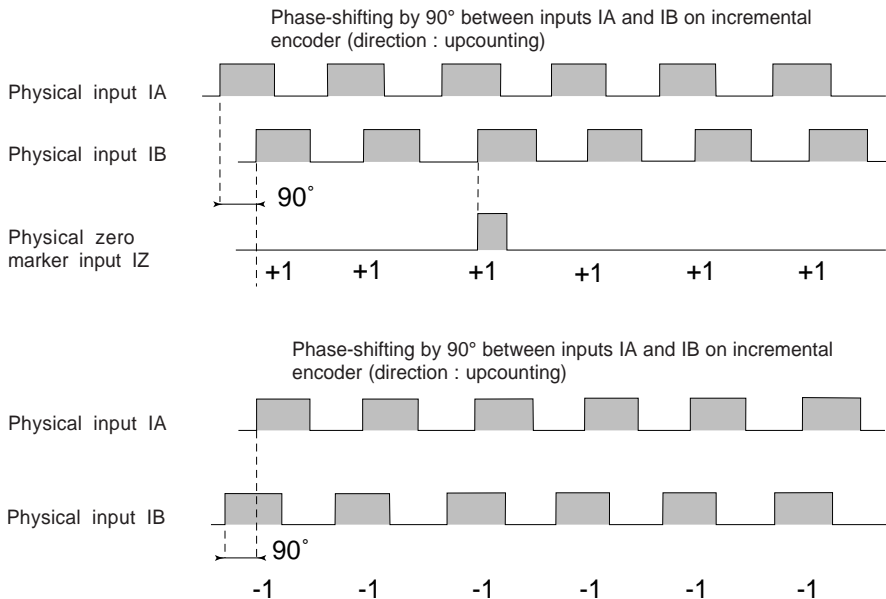 Phase-shifting by 90° between inputs IA and IB on incremental
encoder (direction : upcounting)
Physical input IA
Physical input IB
90°
Physical zero
marker input IZ
+1 +1 +1 +1 +1 +1
Phase-shifting by 90° between inputs IA and IB on incremental
encoder (direction : upcounting)
Physical input IA
Physical input IB
90°
-1 -1 -1 -1 -1 -1